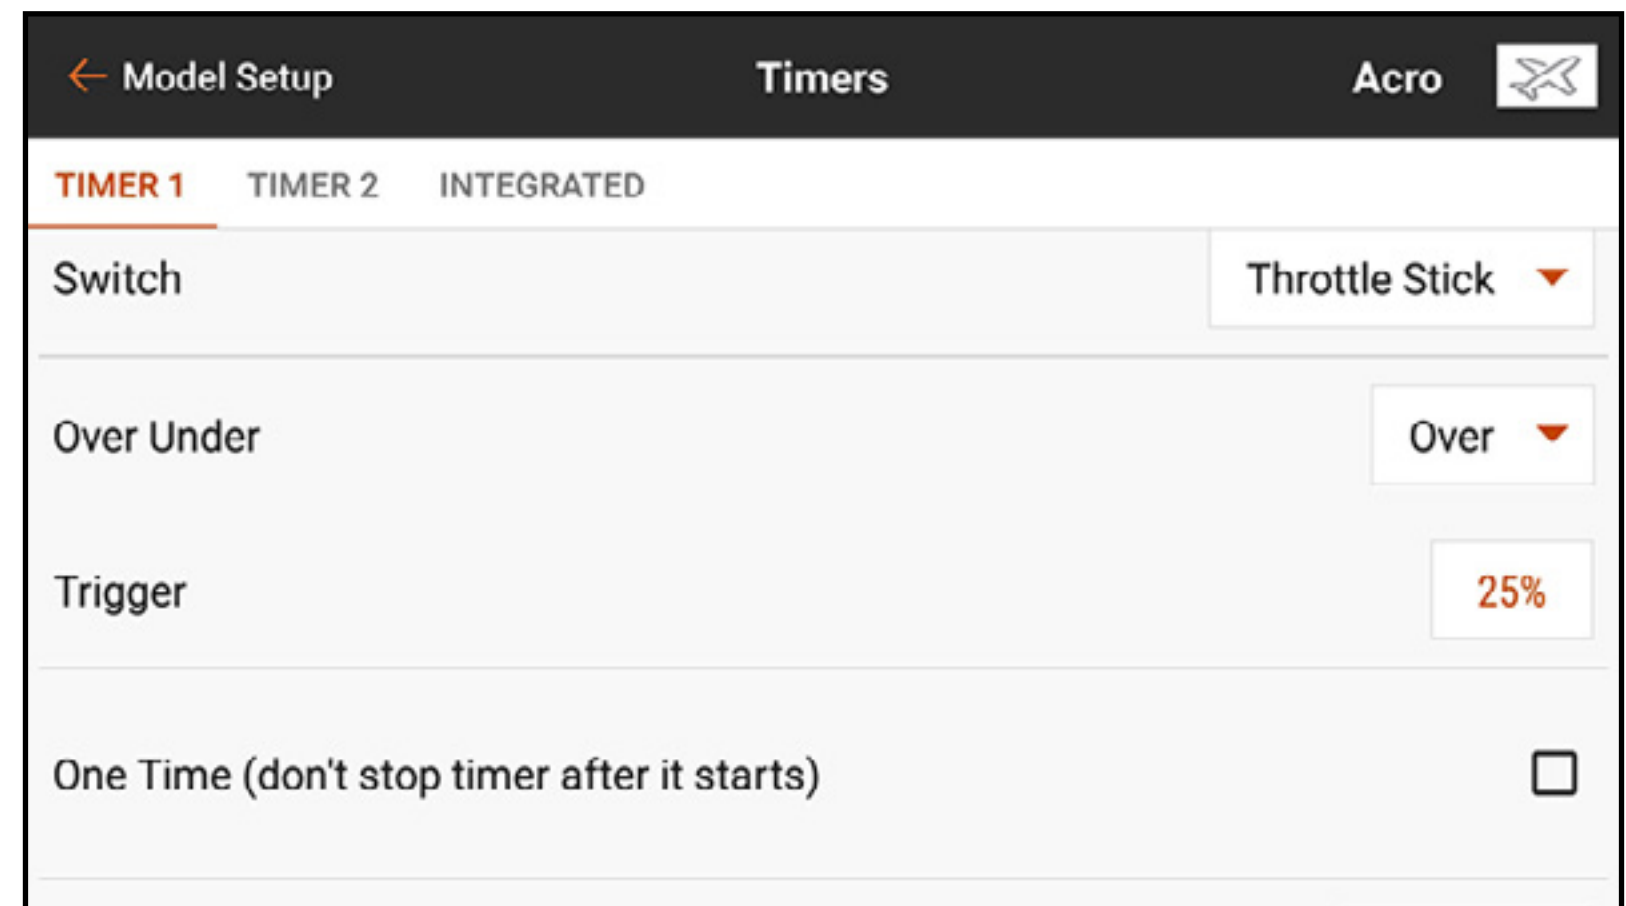 Model Setup Timers Acro
TIMER 1 TIMER 2 INTEGRATED
Switch Throttle Stick
Over Under Over
Trigger 25%
One Time (don't stop timer after it starts)